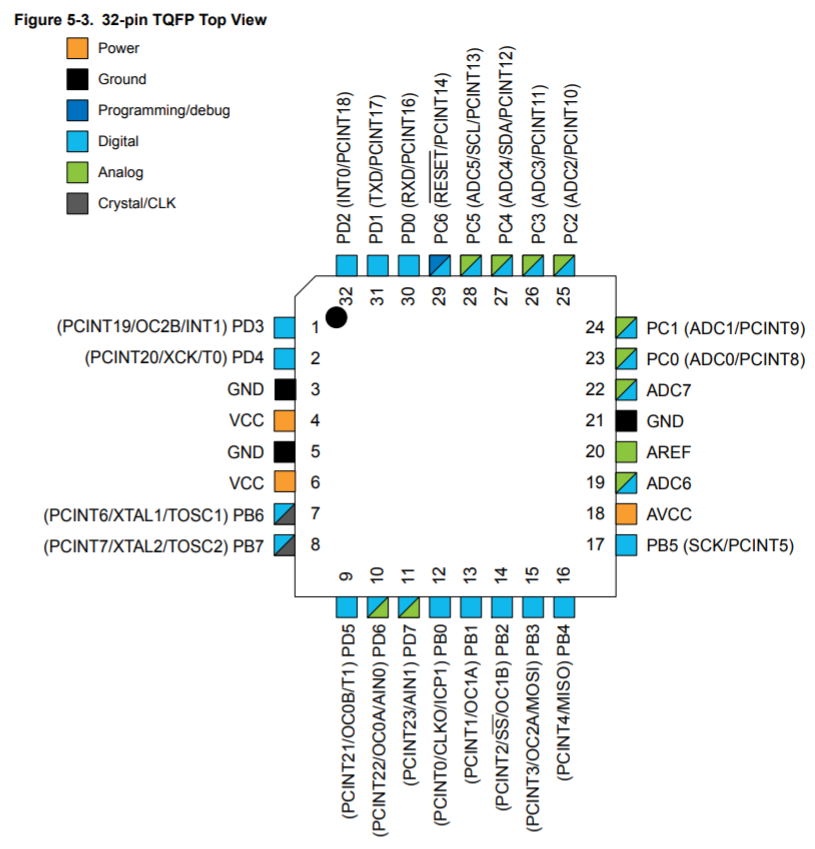 Figure 5-3. 32-pin TQFP Top View
Power
Ground
Programming/debug
Digital
Analog
Crystal/CLK
PD2 (INT0/PCINT18)
PD1 (TXD/PCINT17)
PD0 (RXD/PCINT16)
PC6 (RESET/PCINT14)
PC5 (ADC5/SCL/PCINT13)
PC4 (ADC4/SDA/PCINT12)
PC3 (ADC3/PCINT11)
PC2 (ADC2/PCINT10)
32
31
30
29
28
27
26
25
(PCINT19/OC2B/INT1) PD3 1
(PCINT20/XCK/T0) PD4 2
GND 3
VCC 4
GND 5
VCC 6
(PCINT6/XTAL1/TOSC1) PB6 7
(PCINT7/XTAL2/TOSC2) PB7 8
24 PC1 (ADC1/PCINT9)
23 PC0 (ADC0/PCINT8)
22 ADC7
21 GND
20 AREF
19 ADC6
18 AVCC
17 PB5 (SCK/PCINT5)
9
10
11
12
13
14
15
16
(PCINT21/OC0B/T1) PD5
(PCINT22/OC0A/AIN0) PD6
(PCINT23/AIN1) PD7
(PCINT0/CLKO/ICP1) PB0
(PCINT1/OC1A) PB1
(PCINT2/SS/OC1B) PB2
(PCINT3/OC2A/MOSI) PB3
(PCINT4/MISO) PB4